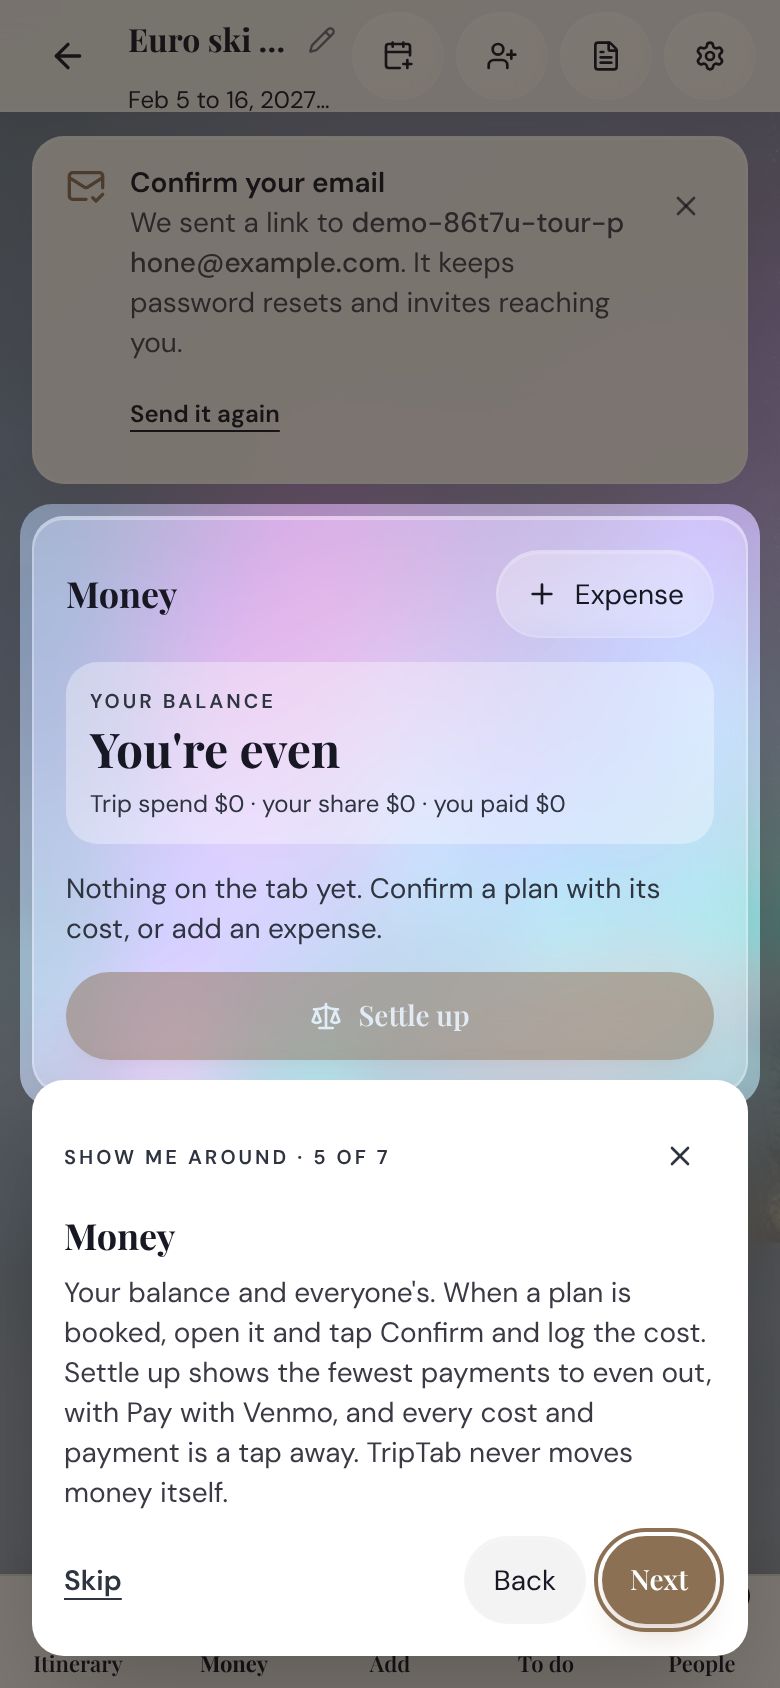 Euro ski ...
Feb 5 to 16, 2027...
Confirm your email
We sent a link to demo-86t7u-tour-p
hone@example.com. It keeps
password resets and invites reaching
you.
Send it again
Money
+ Expense
YOUR BALANCE
You're even
Trip spend $0 · your share $0 · you paid $0
Nothing on the tab yet. Confirm a plan with its
cost, or add an expense.
Settle up
SHOW ME AROUND · 5 OF 7
Money
Your balance and everyone's. When a plan is
booked, open it and tap Confirm and log the cost.
Settle up shows the fewest payments to even out,
with Pay with Venmo, and every cost and
payment is a tap away. TripTab never moves
money itself.
Skip Back Next
Itinerary Money Add To do People